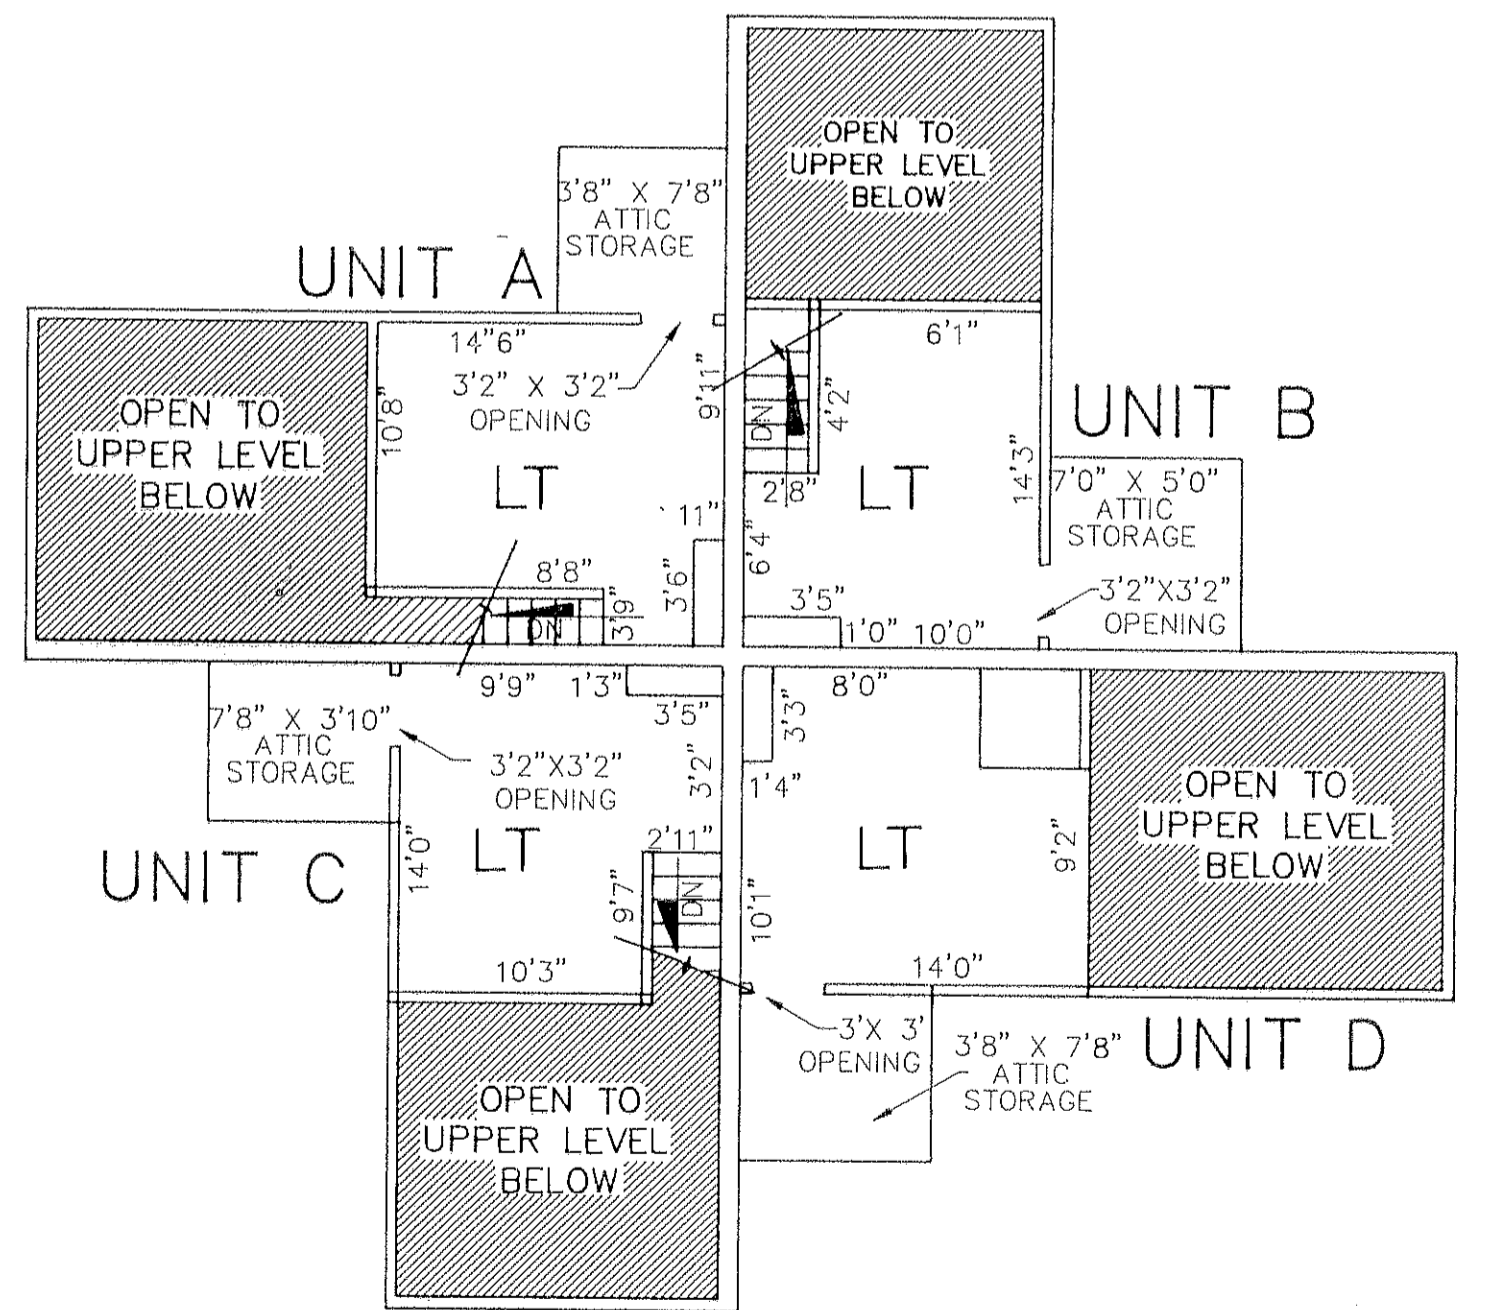 OPEN TO
UPPER LEVEL
BELOW
3'8" X 7'8"
ATTIC
STORAGE
UNIT A
14"6"
3'2" X 3'2"
OPENING
10'8"
9'11"
OPEN TO
UPPER LEVEL
BELOW
LT
11"
8'8"
3'6"
3'9"
DN
6'1"
4'2"
DN
2'8"
LT
14'3"
UNIT B
7'0" X 5'0"
ATTIC
STORAGE
6'4"
3'5"
1'0" 10'0"
3'2"X3'2"
OPENING
9'9" 1'3"
3'5"
7'8" X 3'10"
ATTIC
STORAGE
3'2"X3'2"
OPENING
3'2"
LT
2'11"
UNIT C
14'0"
9'7"
DN
10'3"
OPEN TO
UPPER LEVEL
BELOW
8'0"
3'3"
1'4"
LT
9'2"
OPEN TO
UPPER LEVEL
BELOW
10'1"
14'0"
3'X 3'
OPENING
3'8" X 7'8"
ATTIC
STORAGE
UNIT D